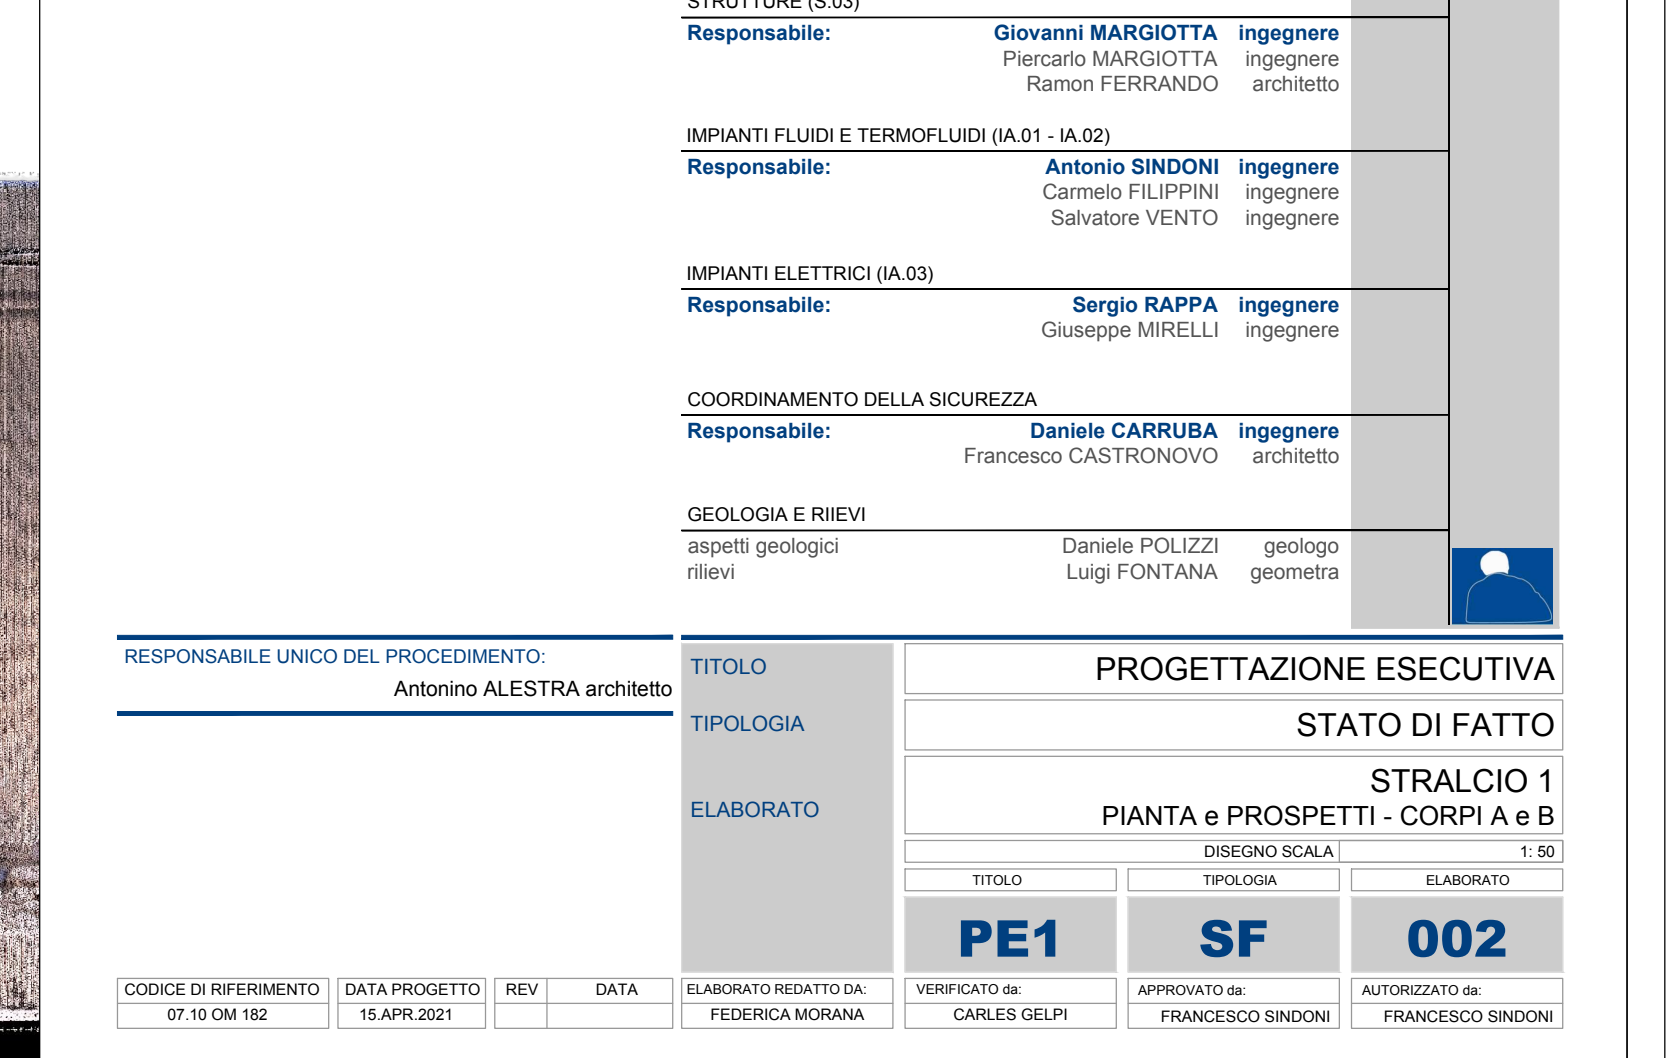 STRUTTURE (S.03)
Responsabile: Giovanni MARGIOTTA ingegnere
Piercarlo MARGIOTTA ingegnere
Ramon FERRANDO architetto
IMPIANTI FLUIDI E TERMOFLUIDI (IA.01 - IA.02)
Responsabile: Antonio SINDONI ingegnere
Carmelo FILIPPINI ingegnere
Salvatore VENTO ingegnere
IMPIANTI ELETTRICI (IA.03)
Responsabile: Sergio RAPPA ingegnere
Giuseppe MIRELLI ingegnere
COORDINAMENTO DELLA SICUREZZA
Responsabile: Daniele CARRUBA ingegnere
Francesco CASTRONOVO architetto
GEOLOGIA E RIIEVI
aspetti geologici Daniele POLIZZI geologo
rilievi Luigi FONTANA geometra
RESPONSABILE UNICO DEL PROCEDIMENTO:
Antonino ALESTRA architetto
TITOLO PROGETTAZIONE ESECUTIVA
TIPOLOGIA STATO DI FATTO
ELABORATO STRALCIO 1
PIANTA e PROSPETTI - CORPI A e B
DISEGNO SCALA 1: 50
TITOLO TIPOLOGIA ELABORATO
PE1 SF 002
CODICE DI RIFERIMENTO DATA PROGETTO REV DATA ELABORATO REDATTO DA: VERIFICATO da: APPROVATO da: AUTORIZZATO da:
07.10 OM 182 15.APR.2021 FEDERICA MORANA CARLES GELPI FRANCESCO SINDONI FRANCESCO SINDONI